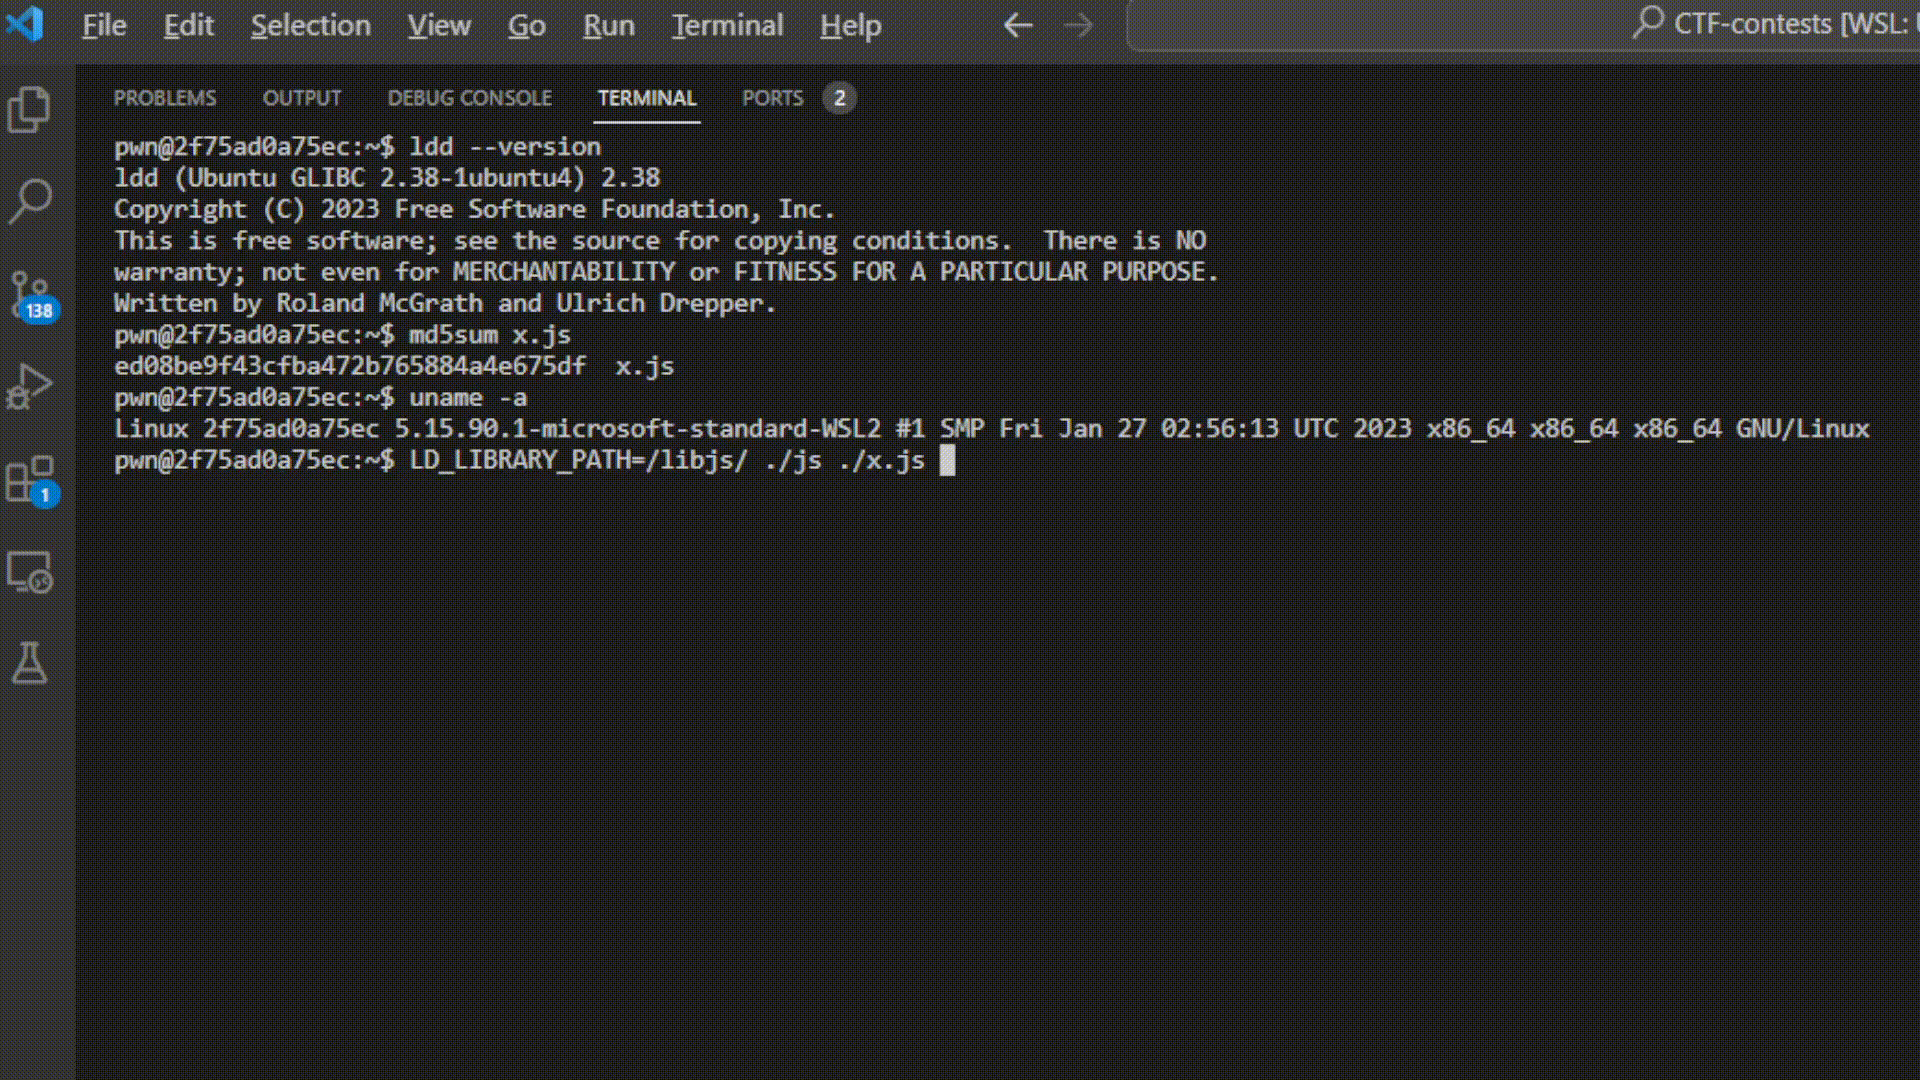 File Edit Selection View Go Run Terminal Help CTF-contests [WSL:
PROBLEMS OUTPUT DEBUG CONSOLE TERMINAL PORTS 2
pwn@2f75ad0a75ec:~$ ldd --version
ldd (Ubuntu GLIBC 2.38-1ubuntu4) 2.38
Copyright (C) 2023 Free Software Foundation, Inc.
This is free software; see the source for copying conditions.  There is NO
warranty; not even for MERCHANTABILITY or FITNESS FOR A PARTICULAR PURPOSE.
Written by Roland McGrath and Ulrich Drepper.
pwn@2f75ad0a75ec:~$ md5sum x.js
ed08be9f43cfba472b765884a4e675df  x.js
pwn@2f75ad0a75ec:~$ uname -a
Linux 2f75ad0a75ec 5.15.90.1-microsoft-standard-WSL2 #1 SMP Fri Jan 27 02:56:13 UTC 2023 x86_64 x86_64 x86_64 GNU/Linux
pwn@2f75ad0a75ec:~$ LD_LIBRARY_PATH=/libjs/ ./js ./x.js
138
1